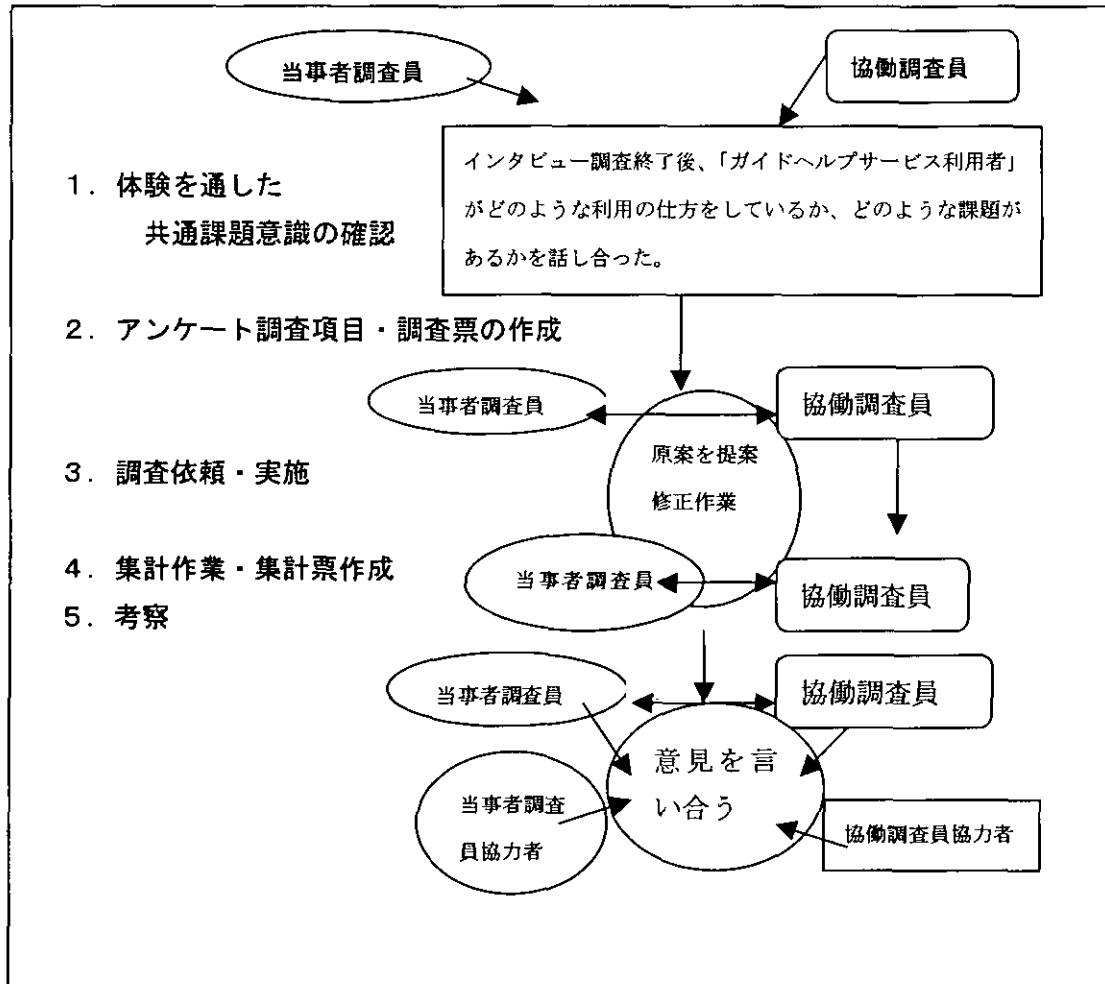 当事者調査員
協働調査員
インタビュー調査終了後、「ガイドヘルプサービス利用者」
がどのような利用の仕方をしているか、どのような課題が
あるかを話し合った。
1. 体験を通した
共通課題意識の確認
2. アンケート調査項目・調査票の作成
当事者調査員
協働調査員
原案を提案
修正作業
3. 調査依頼・実施
4. 集計作業・集計票作成
当事者調査員
協働調査員
5. 考察
当事者調査員
協働調査員
意見を言
い合う
当事者調査
員協力者
協働調査員協力者